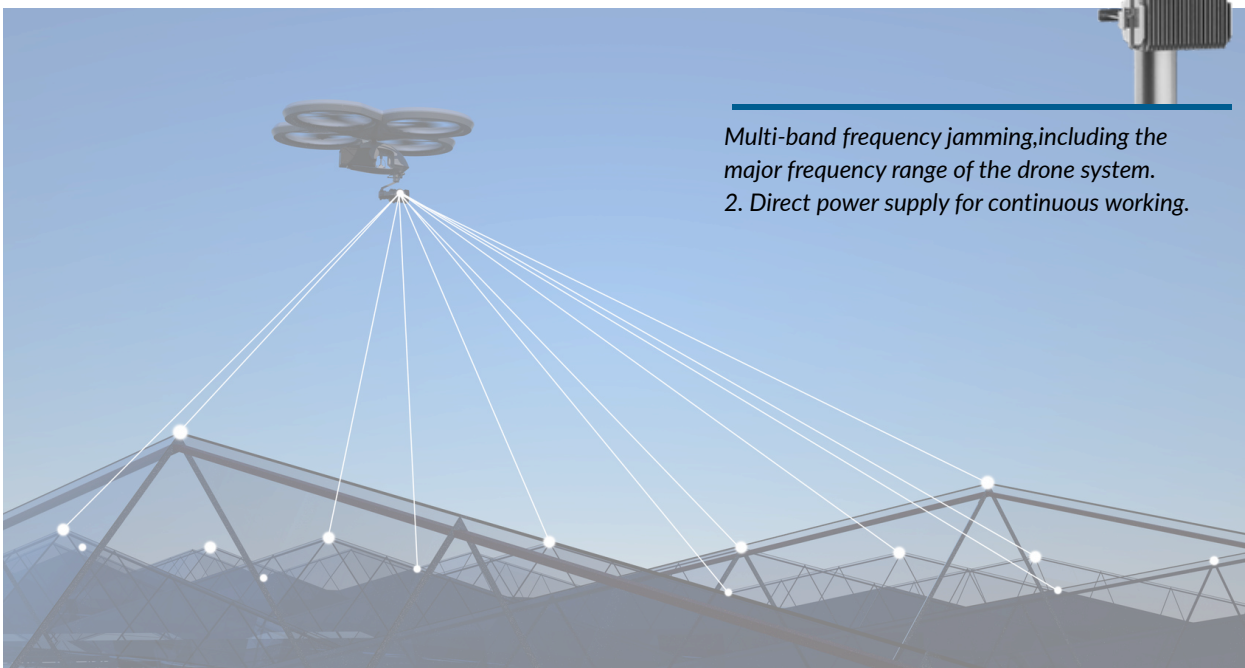 Multi-band frequency jamming,including the
major frequency range of the drone system.
2. Direct power supply for continuous working.